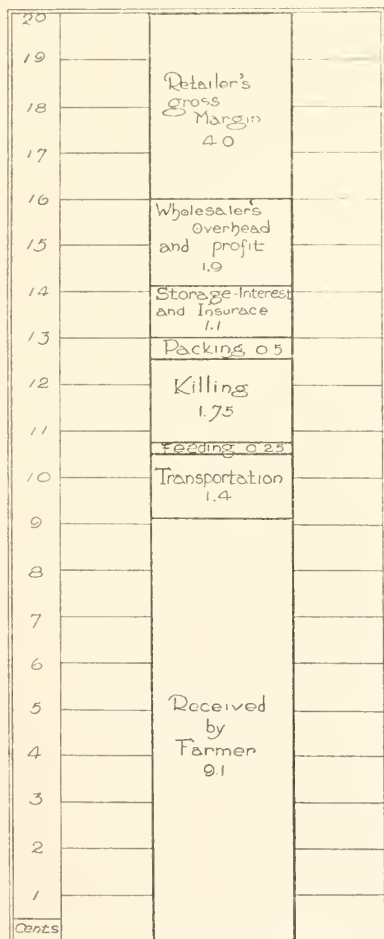 20
19
18
17
16
15
14
13
12
11
10
9
8
7
6
5
4
3
2
1
Cents
Retailer's
gross
Margin
4.0
Wholesaler's
Overhead
and profit
1.9
Storage-Interest
and Insurace
1.1
Packing 0.5
Killing
1.75
Feeding 0.25
Transportation
1.4
Received
by
Farmer
9.1